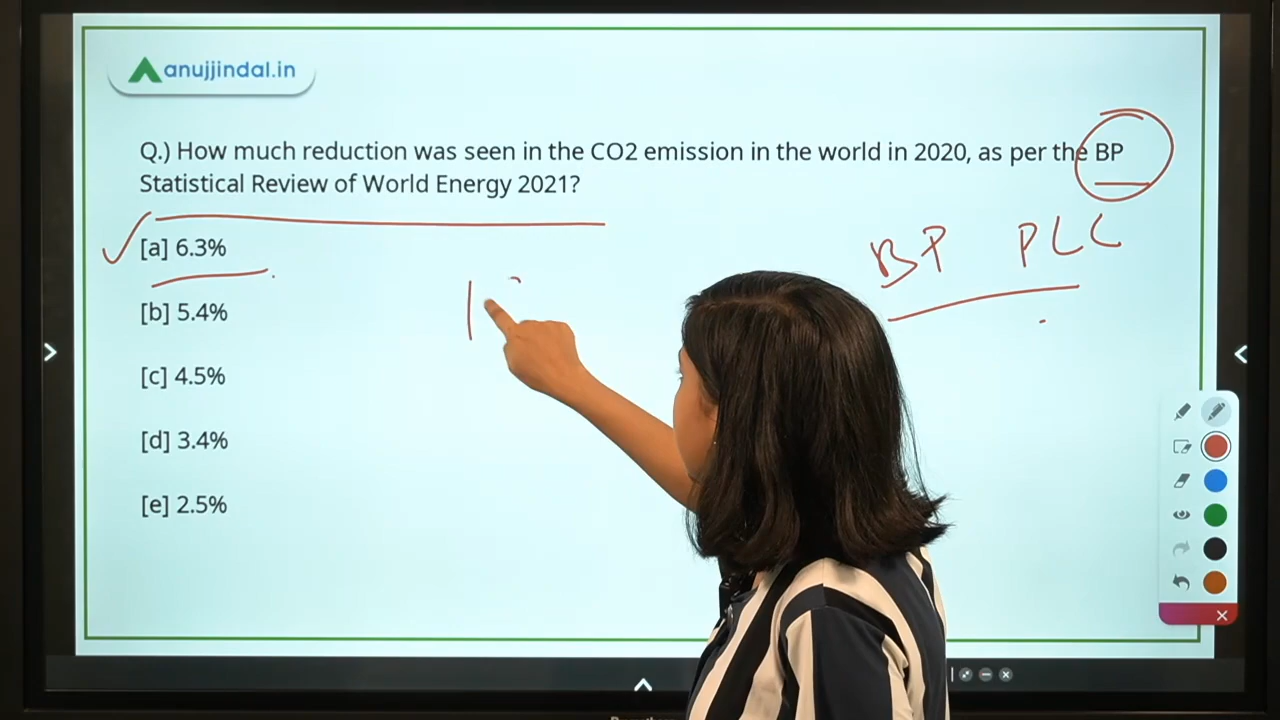 anujjindal.in
Q.) How much reduction was seen in the CO2 emission in the world in 2020, as per the BP
Statistical Review of World Energy 2021?
[a] 6.3%
BP PLC
[b] 5.4%
[c] 4.5%
[d] 3.4%
[e] 2.5%